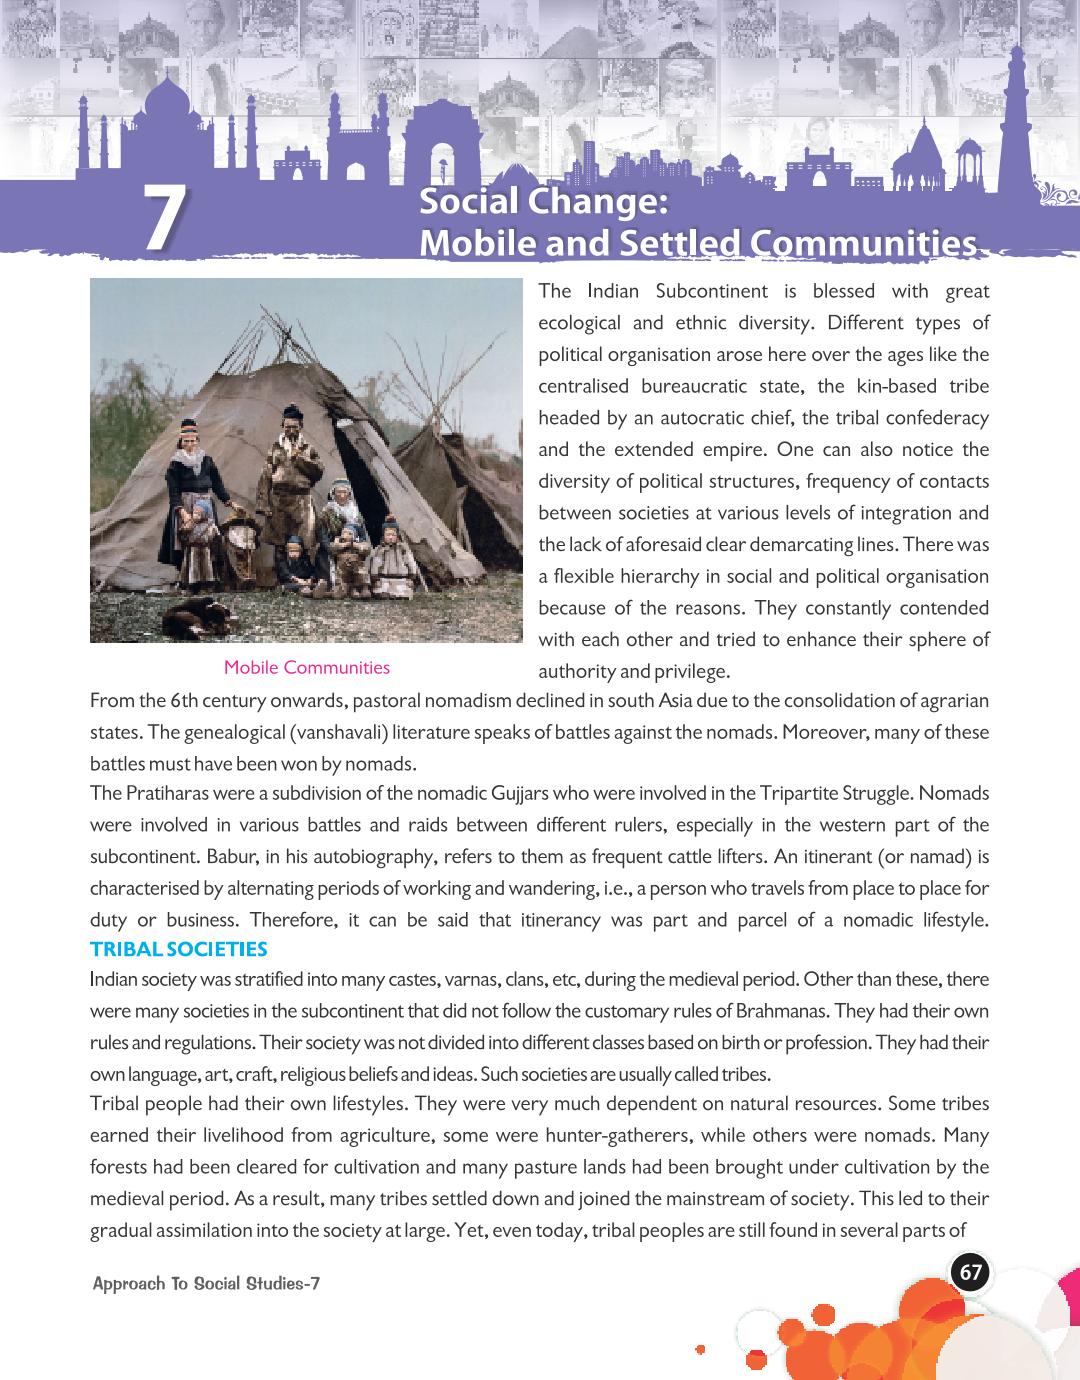 7
Social Change:
Mobile and Settled Communities
The Indian Subcontinent is blessed with great
ecological and ethnic diversity. Different types of
political organisation arose here over the ages like the
centralised bureaucratic state, the kin-based tribe
headed by an autocratic chief, the tribal confederacy
and the extended empire. One can also notice the
diversity of political structures, frequency of contacts
between societies at various levels of integration and
the lack of aforesaid clear demarcating lines. There was
a flexible hierarchy in social and political organisation
because of the reasons. They constantly contended
with each other and tried to enhance their sphere of
authority and privilege.
Mobile Communities
From the 6th century onwards, pastoral nomadism declined in south Asia due to the consolidation of agrarian
states. The genealogical (vanshavali) literature speaks of battles against the nomads. Moreover, many of these
battles must have been won by nomads.
The Pratiharas were a subdivision of the nomadic Gujjars who were involved in the Tripartite Struggle. Nomads
were involved in various battles and raids between different rulers, especially in the western part of the
subcontinent. Babur, in his autobiography, refers to them as frequent cattle lifters. An itinerant (or namad) is
characterised by alternating periods of working and wandering, i.e., a person who travels from place to place for
duty or business. Therefore, it can be said that itinerancy was part and parcel of a nomadic lifestyle.
TRIBAL SOCIETIES
Indian society was stratified into many castes, varnas, clans, etc, during the medieval period. Other than these, there
were many societies in the subcontinent that did not follow the customary rules of Brahmanas. They had their own
rules and regulations. Their society was not divided into different classes based on birth or profession. They had their
own language, art, craft, religious beliefs and ideas. Such societies are usually called tribes.
Tribal people had their own lifestyles. They were very much dependent on natural resources. Some tribes
earned their livelihood from agriculture, some were hunter-gatherers, while others were nomads. Many
forests had been cleared for cultivation and many pasture lands had been brought under cultivation by the
medieval period. As a result, many tribes settled down and joined the mainstream of society. This led to their
gradual assimilation into the society at large. Yet, even today, tribal peoples are still found in several parts of
Approach To Social Studies-7
67